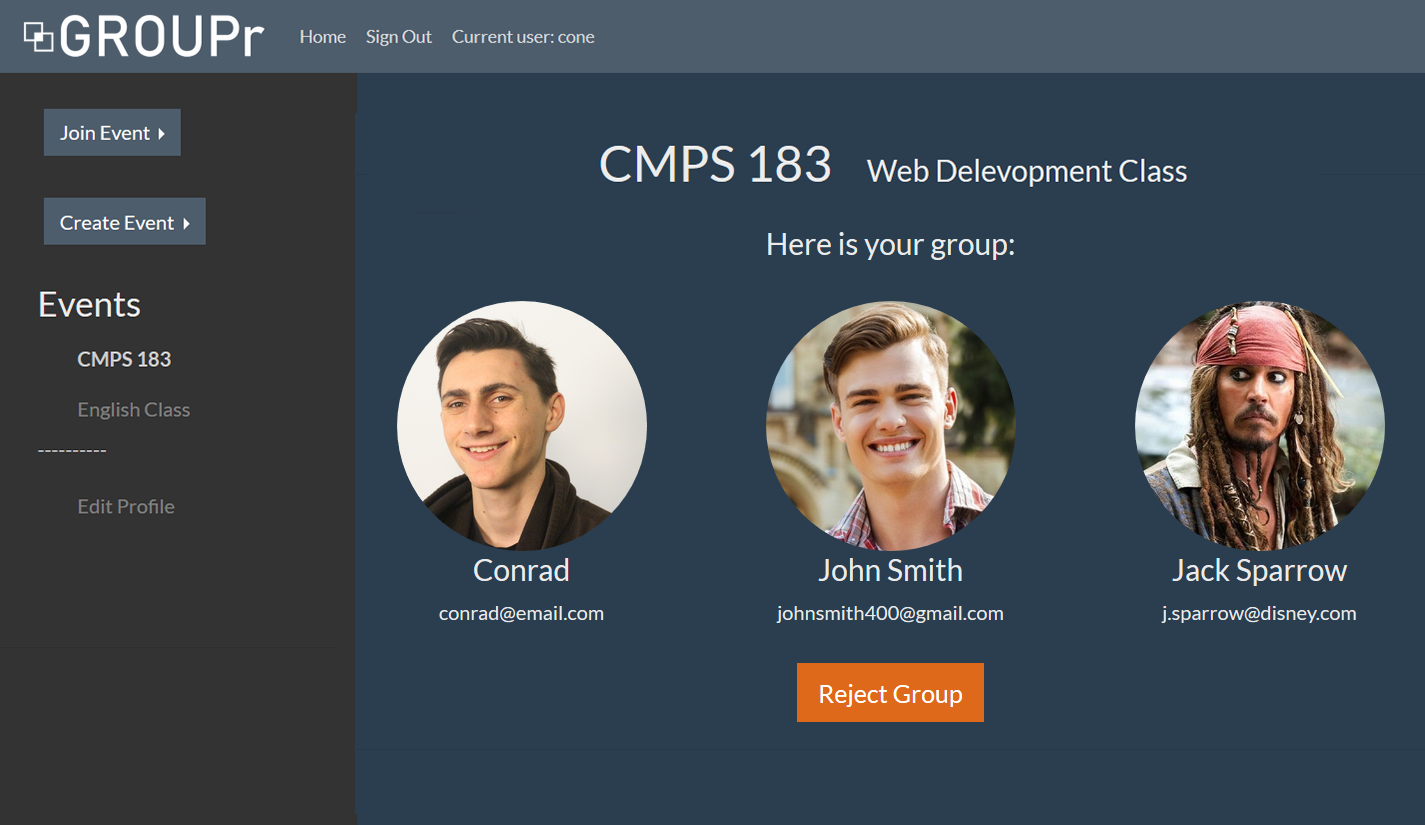 GROUPr
Home Sign Out Current user: cone
Join Event
Create Event
Events
CMPS 183
English Class
----------
Edit Profile
CMPS 183 Web Delevopment Class
Here is your group:
Conrad
conrad@email.com
John Smith
johnsmith400@gmail.com
Jack Sparrow
j.sparrow@disney.com
Reject Group